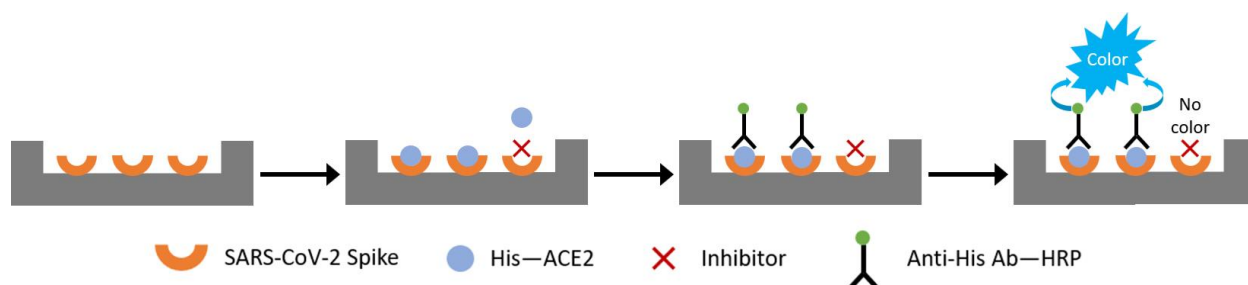 Color
No
color
SARS-CoV-2 Spike
His—ACE2
Inhibitor
Anti-His Ab—HRP